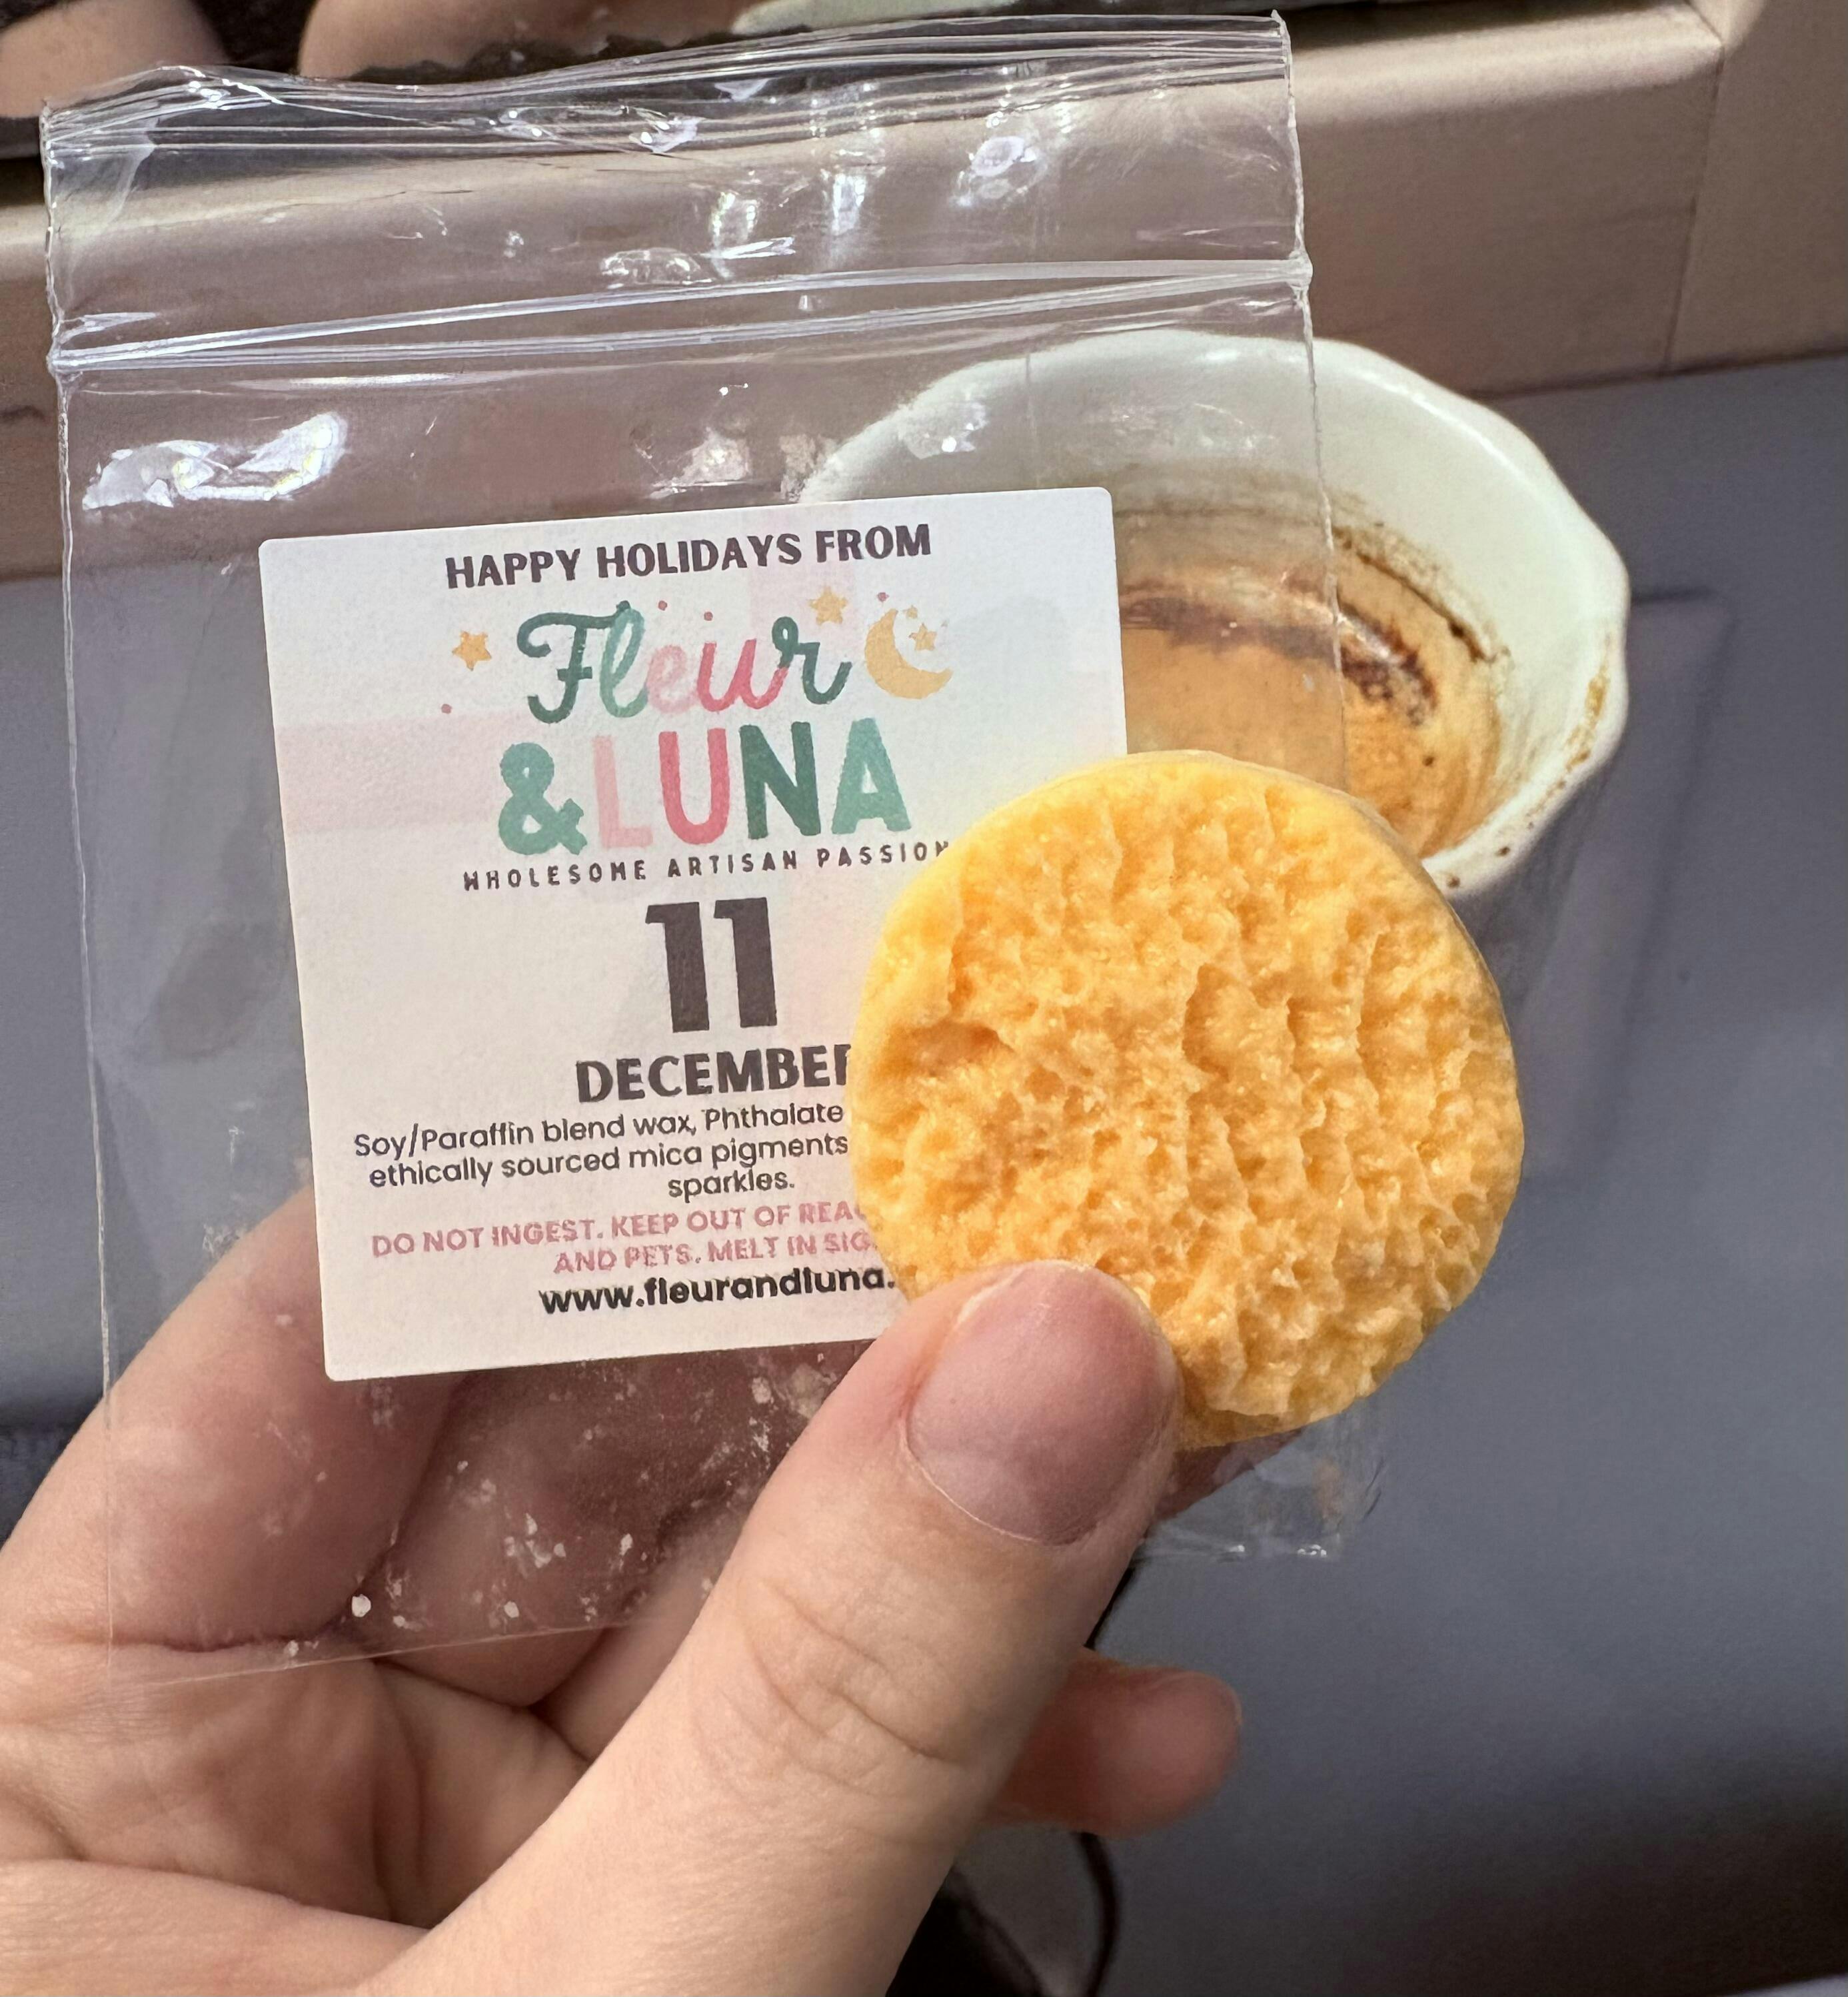 HAPPY HOLIDAYS FROM
Fleur
&LUNA
WHOLESOME ARTISAN PASSION
11
DECEMBER
Soy/Paraffin blend wax, Phthalate
ethically sourced mica pigments
sparkles.
DO NOT INGEST. KEEP OUT OF
AND PETS. MELT IN
www.fleurandluna.